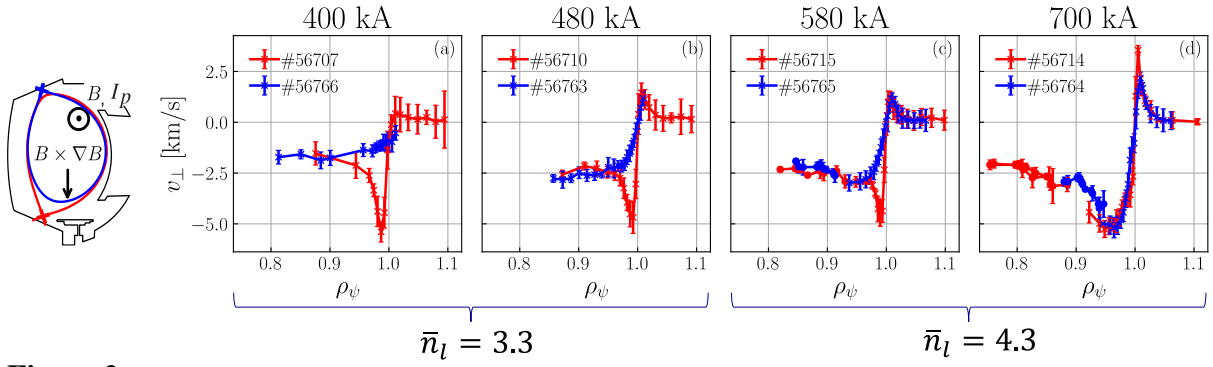 400 kA 480 kA 580 kA 700 kA
(a) (b) (c) (d)
#56707 #56710 #56715 #56714
#56766 #56763 #56765 #56764
B, I_p
B × ∇B
v_⊥ [km/s]
2.5
0.0
−2.5
−5.0
0.8 0.9 1.0 1.1 0.8 0.9 1.0 1.1 0.8 0.9 1.0 1.1 0.8 0.9 1.0 1.1
ρ_ψ ρ_ψ ρ_ψ ρ_ψ
n̄_l = 3.3 n̄_l = 4.3